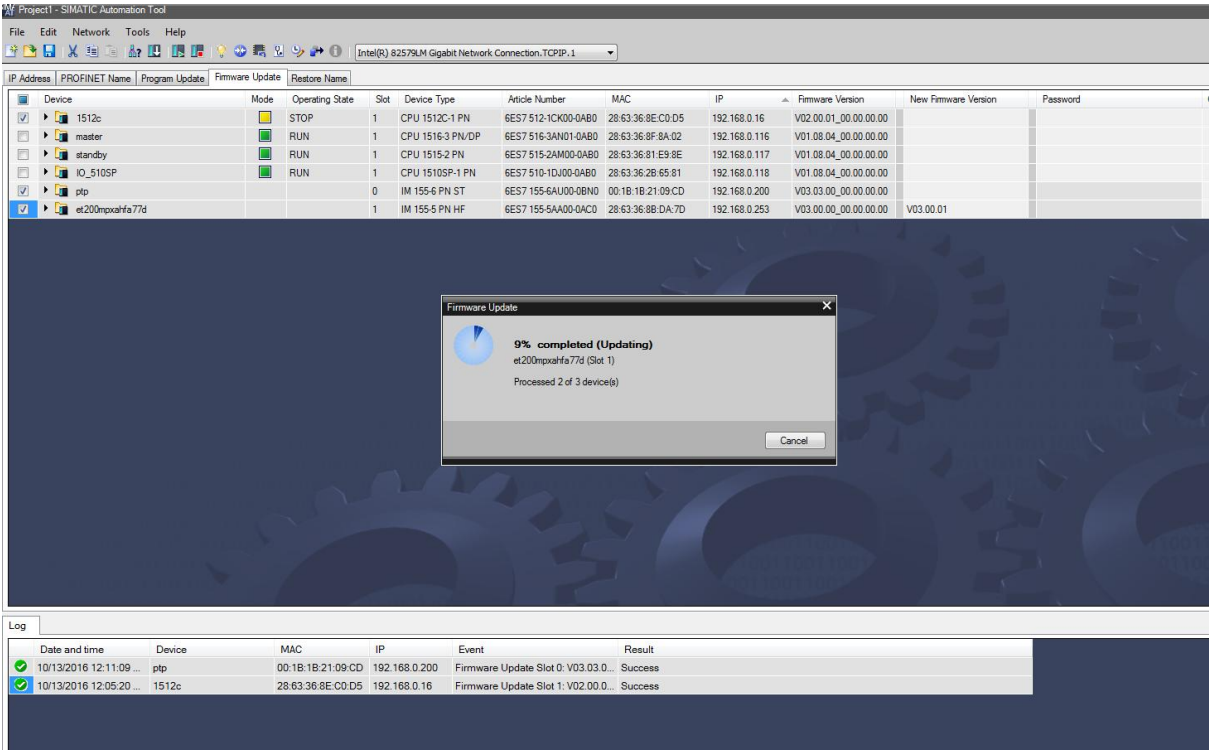 Project1 - SIMATIC Automation Tool
File Edit Network Tools Help
Intel(R) 82579LM Gigabit Network Connection.TCPIP.1
IP Address PROFINET Name Program Update Firmware Update Restore Name
Device Mode Operating State Slot Device Type Article Number MAC IP Firmware Version New Firmware Version Password
1512c STOP 1 CPU 1512C-1 PN 6ES7 512-1CK00-0AB0 28:63:36:8E:C0:D5 192.168.0.16 V02.00.01_00.00.00.00
master RUN 1 CPU 1516-3 PN/DP 6ES7 516-3AN01-0AB0 28:63:36:8F:8A:02 192.168.0.116 V01.08.04_00.00.00.00
standby RUN 1 CPU 1515-2 PN 6ES7 515-2AM00-0AB0 28:63:36:81:E9:8E 192.168.0.117 V01.08.04_00.00.00.00
IO_510SP RUN 1 CPU 1510SP-1 PN 6ES7 510-1DJ00-0AB0 28:63:36:2B:65:81 192.168.0.118 V01.08.04_00.00.00.00
ptp 0 IM 155-6 PN ST 6ES7 155-6AU00-0BN0 00:1B:1B:21:09:CD 192.168.0.200 V03.03.00_00.00.00.00
et200mpxahfa77d 1 IM 155-5 PN HF 6ES7 155-5AA00-0AC0 28:63:36:8B:DA:7D 192.168.0.253 V03.00.00_00.00.00.00 V03.00.01
Firmware Update
9% completed (Updating)
et200mpxahfa77d (Slot 1)
Processed 2 of 3 device(s)
Cancel
Log
Date and time Device MAC IP Event Result
10/13/2016 12:11:09 ... ptp 00:1B:1B:21:09:CD 192.168.0.200 Firmware Update Slot 0: V03.03.0... Success
10/13/2016 12:05:20 ... 1512c 28:63:36:8E:C0:D5 192.168.0.16 Firmware Update Slot 1: V02.00.0... Success